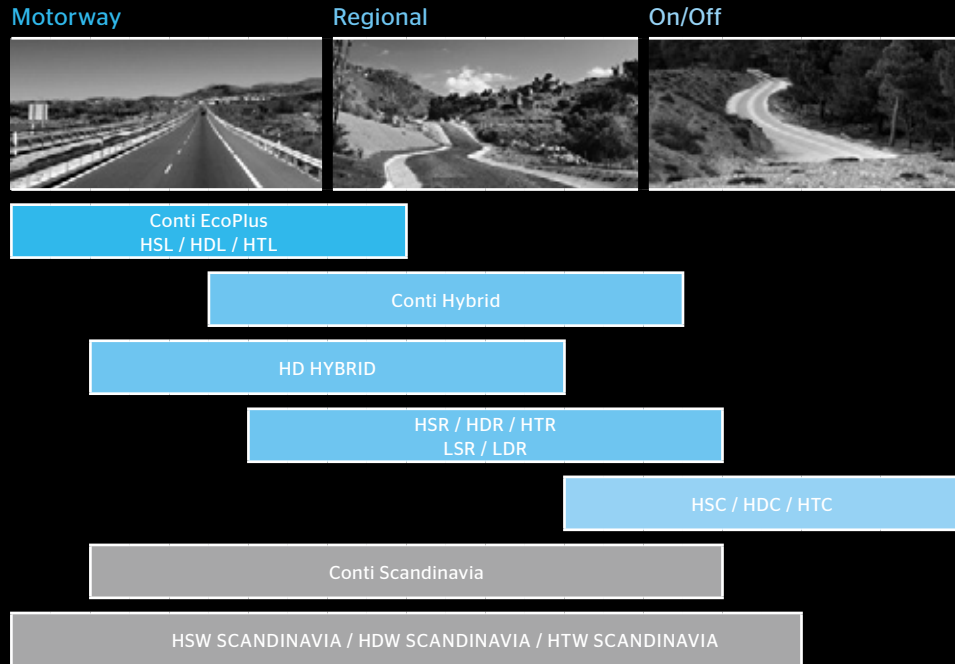 Motorway
Regional
On/Off
Conti EcoPlus
HSL / HDL / HTL
Conti Hybrid
HD HYBRID
HSR / HDR / HTR
LSR / LDR
HSC / HDC / HTC
Conti Scandinavia
HSW SCANDINAVIA / HDW SCANDINAVIA / HTW SCANDINAVIA